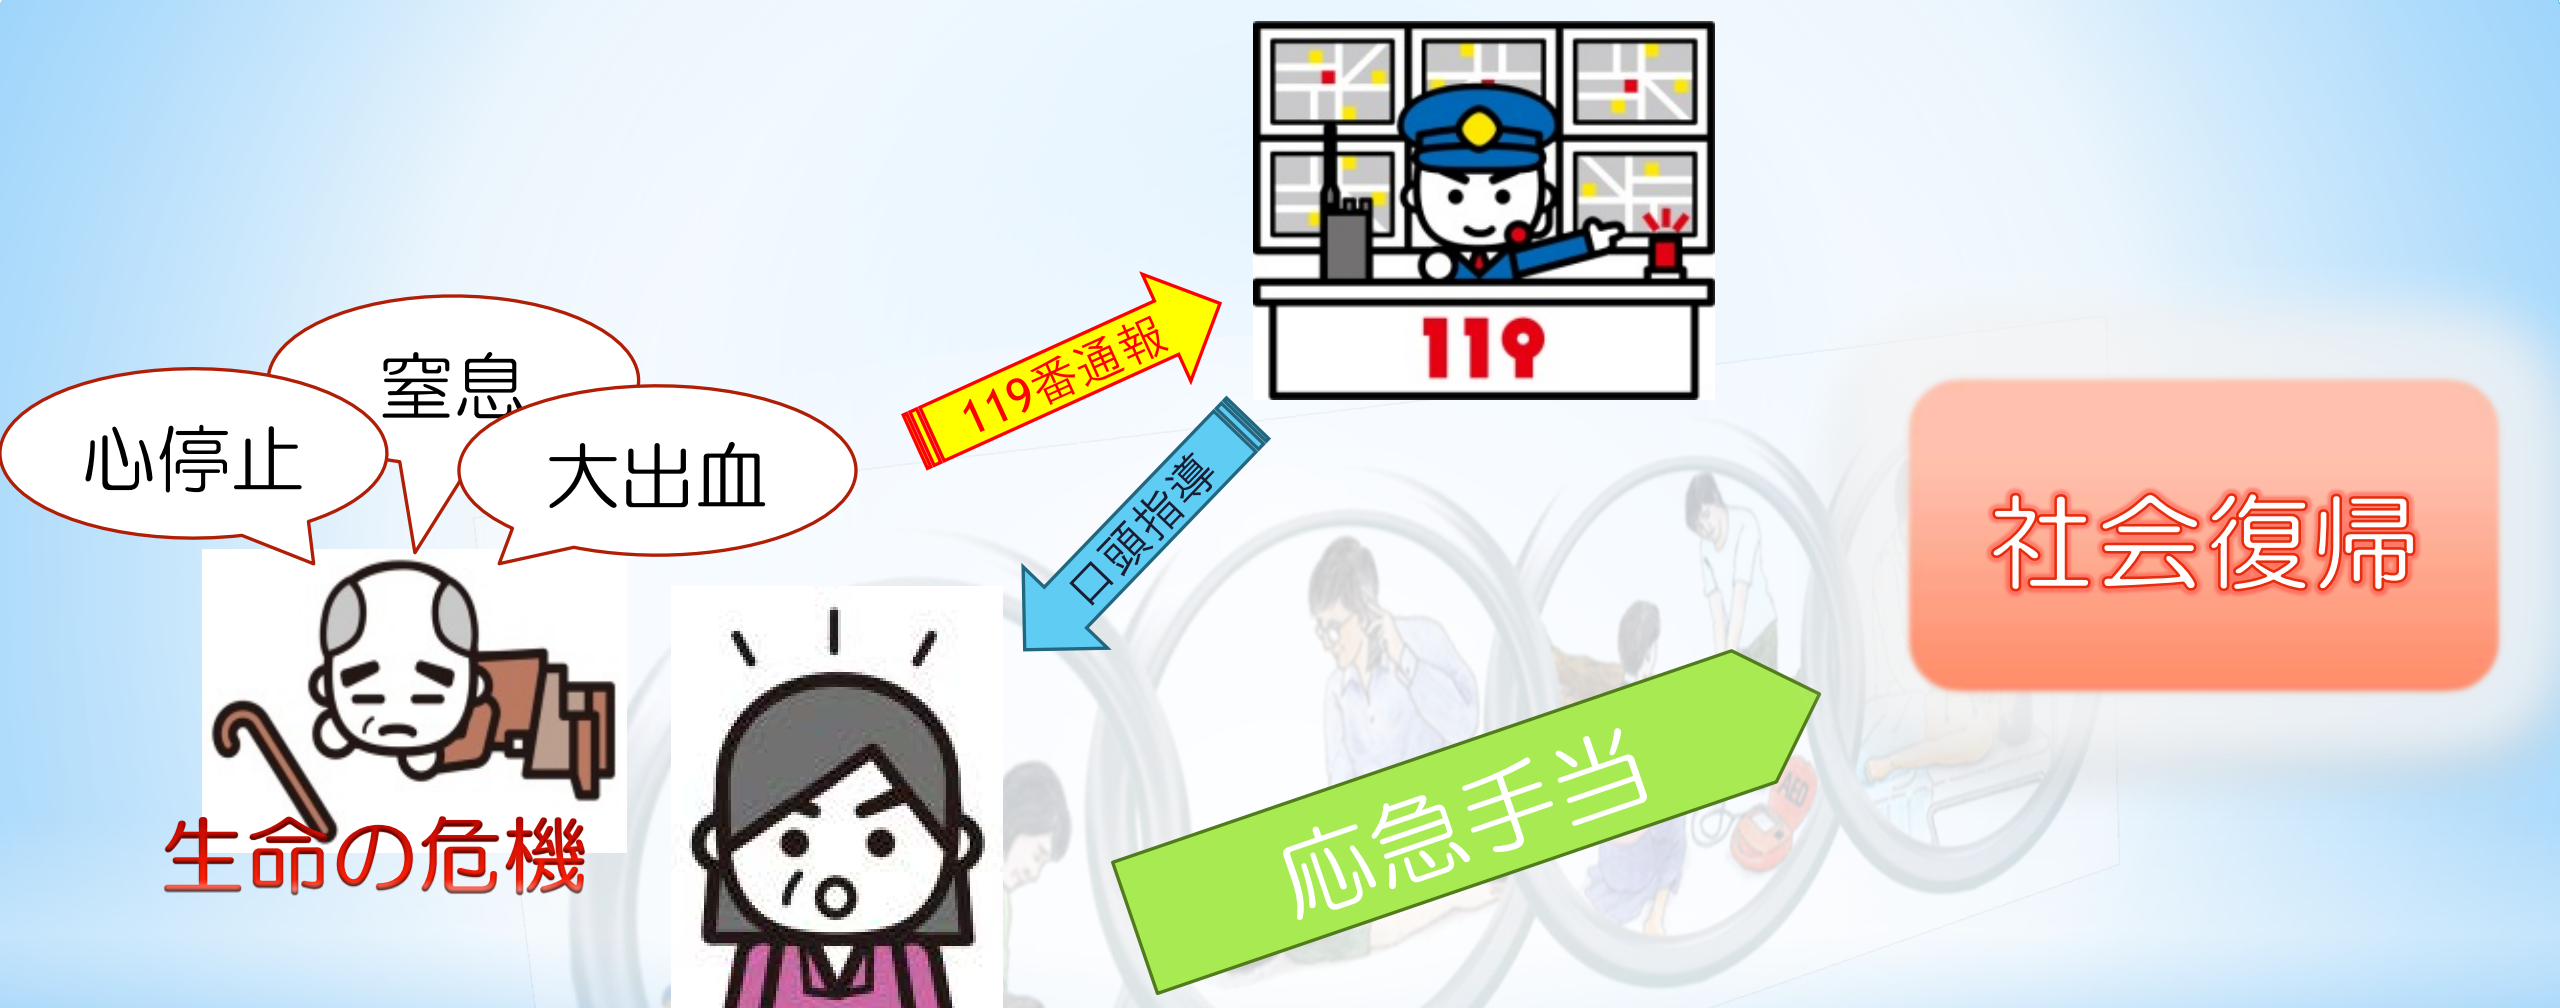 窒息
心停止
大出血
生命の危機
119番通報
119
口頭指導
応急手当
AED
社会復帰